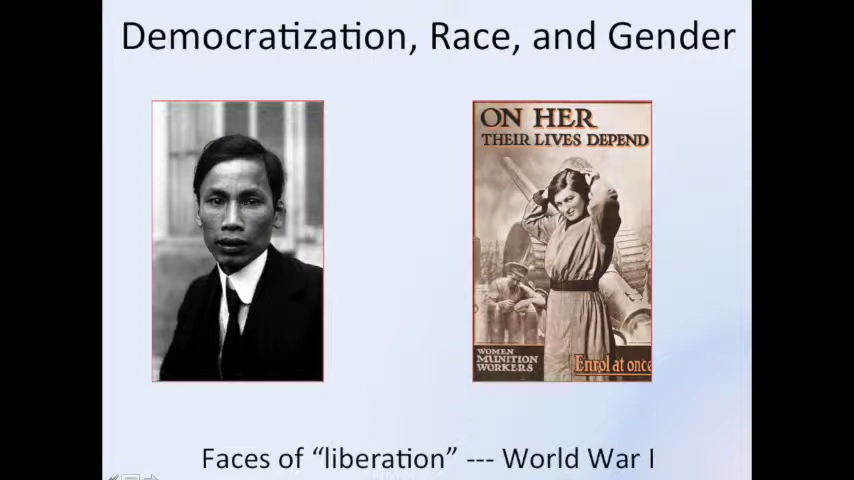 Democratization, Race, and Gender
ON HER
THEIR LIVES DEPEND
WOMEN
MUNITION
WORKERS
Enrol at once
Faces of “liberation” --- World War I